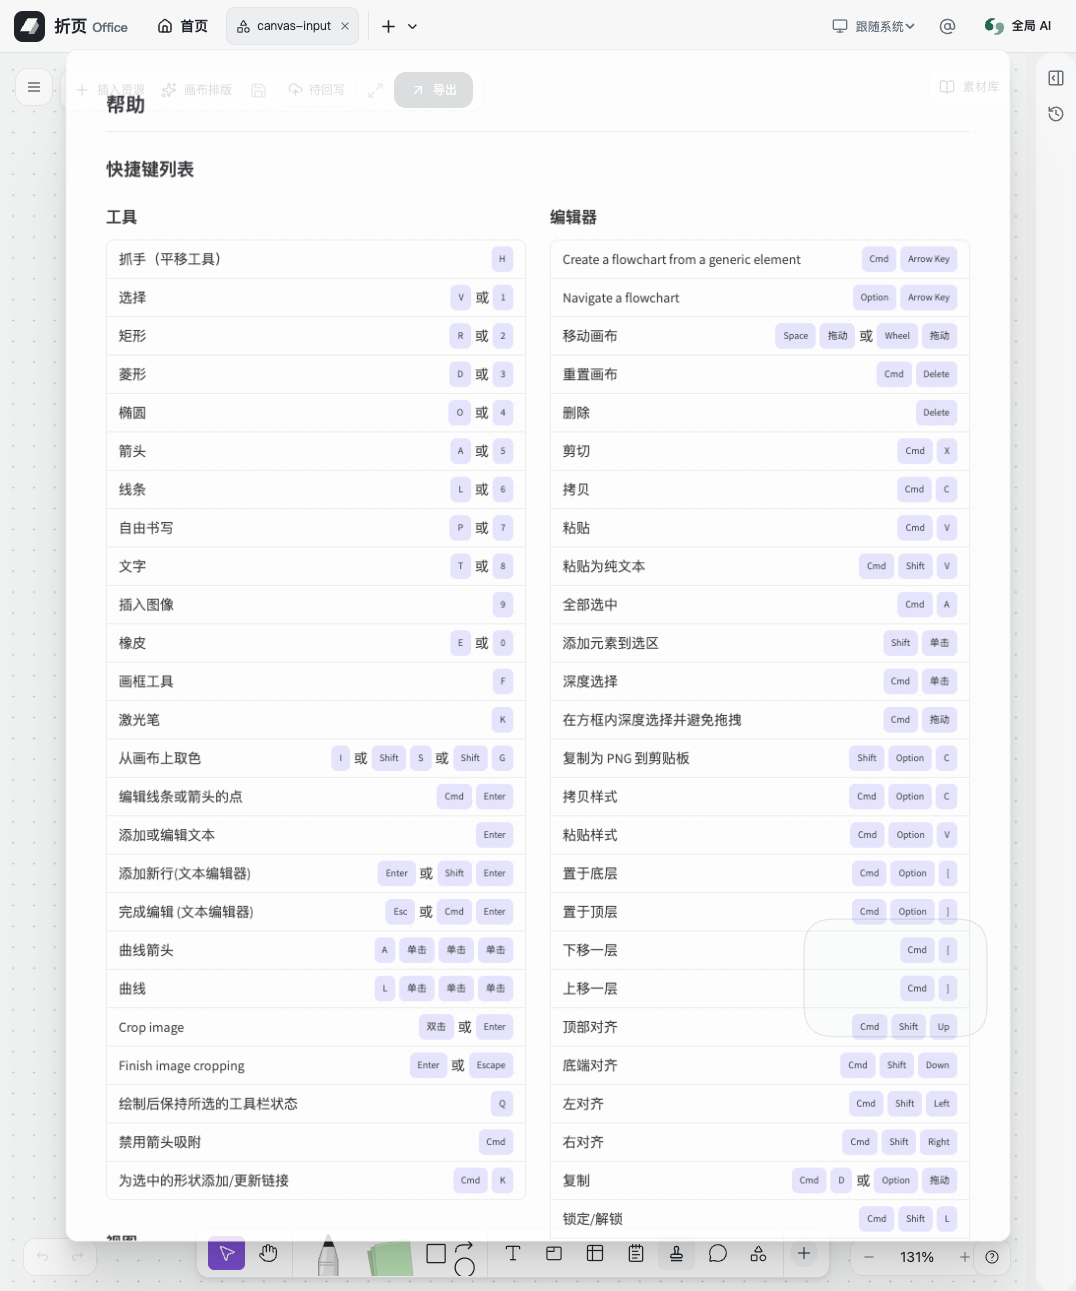 折页 Office
首页
canvas-input
跟随系统
全局 AI
插入资源
画布排版
待回写
导出
素材库
帮助
快捷键列表
工具
抓手（平移工具） H
选择 V 或 1
矩形 R 或 2
菱形 D 或 3
椭圆 O 或 4
箭头 A 或 5
线条 L 或 6
自由书写 P 或 7
文字 T 或 8
插入图像 9
橡皮 E 或 0
画框工具 F
激光笔 K
从画布上取色 I 或 Shift S 或 Shift G
编辑线条或箭头的点 Cmd Enter
添加或编辑文本 Enter
添加新行(文本编辑器) Enter 或 Shift Enter
完成编辑 (文本编辑器) Esc 或 Cmd Enter
曲线箭头 A 单击 单击 单击
曲线 L 单击 单击 单击
Crop image 双击 或 Enter
Finish image cropping Enter 或 Escape
绘制后保持所选的工具栏状态 Q
禁用箭头吸附 Cmd
为选中的形状添加/更新链接 Cmd K
视图
编辑器
Create a flowchart from a generic element Cmd Arrow Key
Navigate a flowchart Option Arrow Key
移动画布 Space 拖动 或 Wheel 拖动
重置画布 Cmd Delete
删除 Delete
剪切 Cmd X
拷贝 Cmd C
粘贴 Cmd V
粘贴为纯文本 Cmd Shift V
全部选中 Cmd A
添加元素到选区 Shift 单击
深度选择 Cmd 单击
在方框内深度选择并避免拖拽 Cmd 拖动
复制为 PNG 到剪贴板 Shift Option C
拷贝样式 Cmd Option C
粘贴样式 Cmd Option V
置于底层 Cmd Option [
置于顶层 Cmd Option ]
下移一层 Cmd [
上移一层 Cmd ]
顶部对齐 Cmd Shift Up
底端对齐 Cmd Shift Down
左对齐 Cmd Shift Left
右对齐 Cmd Shift Right
复制 Cmd D 或 Option 拖动
锁定/解锁 Cmd Shift L
131%